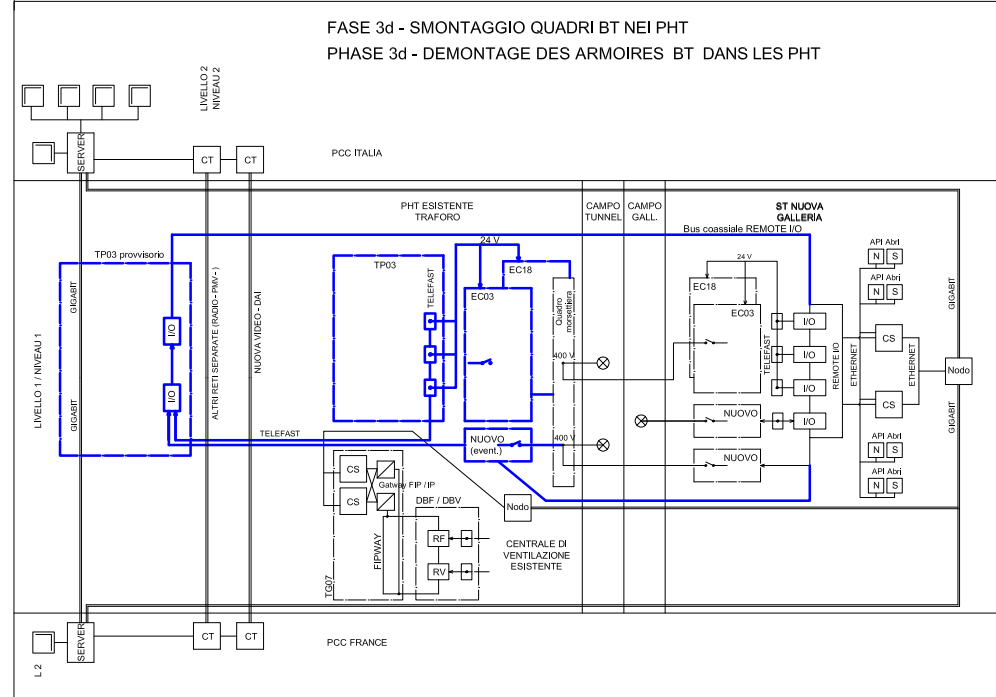 FASE 3d - SMONTAGGIO QUADRI BT NEI PHT
PHASE 3d - DEMONTAGE DES ARMOIRES BT DANS LES PHT
LIVELLO 2
NIVEAU 2
SERVER
CT
CT
PCC ITALIA
PHT ESISTENTE
TRAFORO
CAMPO
TUNNEL
CAMPO
GALL.
ST NUOVA
GALLERIA
Bus coassiale REMOTE I/O
LIVELLO 1 / NIVEAU 1
TP03 provvisorio
GIGABIT
GIGABIT
I/O
I/O
ALTRI RETI SEPARATE (RADIO - PMV - )
NUOVA VIDEO - DAI
TELEFAST
TP03
TELEFAST
24 V
EC18
EC03
Quadro
morsettiera
400 V
400 V
NUOVO
(event.)
24 V
EC18
EC03
TELEFAST
I/O
I/O
I/O
I/O
NUOVO
NUOVO
REMOTE I/O
ETHERNET
CS
CS
ETHERNET
API Abri
N S
API Abri
N S
API Abri
N S
API Abri
N S
GIGABIT
Nodo
GIGABIT
CS
CS
Gatway FIP / IP
FIPWAY
TG07
DBF / DBV
RF
RV
Nodo
CENTRALE DI
VENTILAZIONE
ESISTENTE
L 2
SERVER
CT
CT
PCC FRANCE